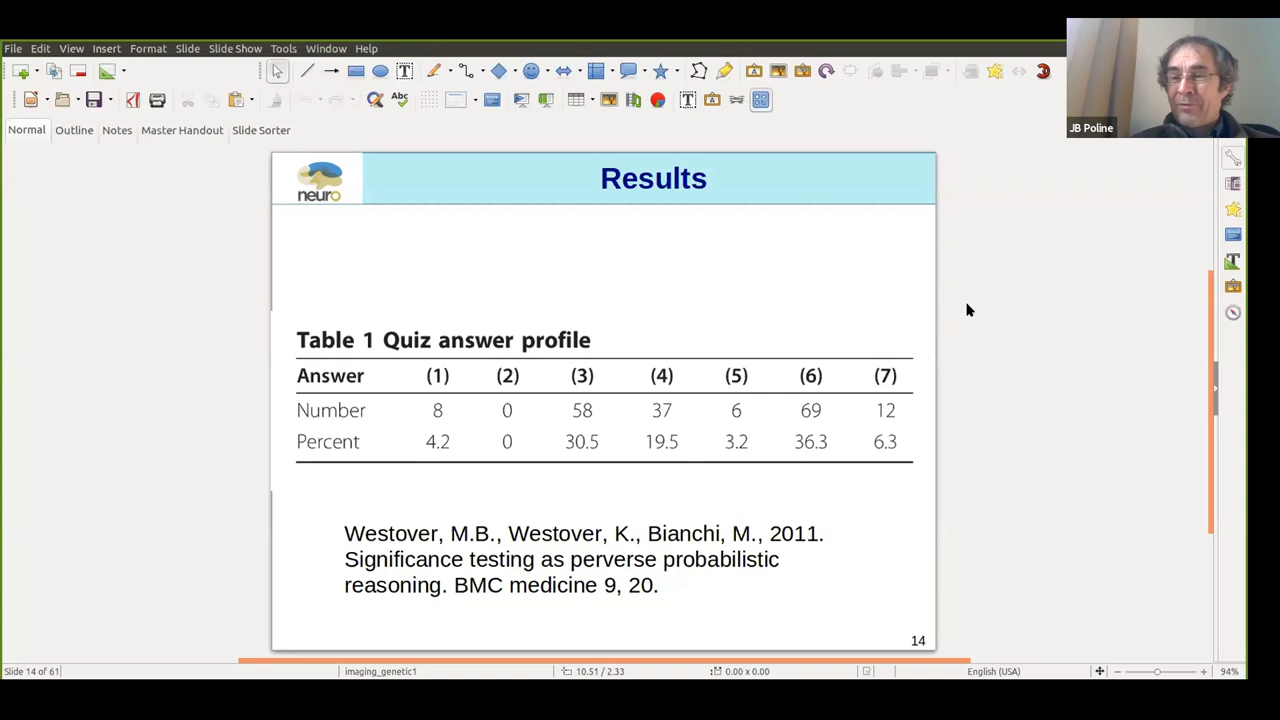 File Edit View Insert Format Slide Slide Show Tools Window Help
Abc
Normal Outline Notes Master Handout Slide Sorter
JB Poline
neuro
Results
Table 1 Quiz answer profile
Answer (1) (2) (3) (4) (5) (6) (7)
Number 8 0 58 37 6 69 12
Percent 4.2 0 30.5 19.5 3.2 36.3 6.3
Westover, M.B., Westover, K., Bianchi, M., 2011.
Significance testing as perverse probabilistic
reasoning. BMC medicine 9, 20.
14
Slide 14 of 61 imaging_genetic1 10.51 / 2.33 0.00 x 0.00 English (USA) 94%